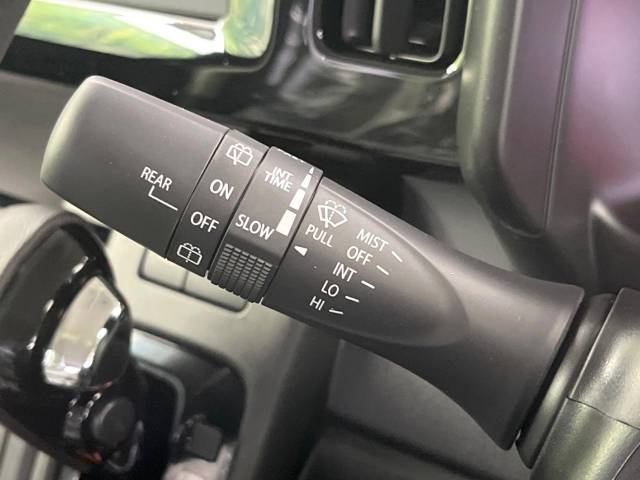 REAR
ON
OFF
INT
TIME
SLOW
PULL
MIST
OFF
INT
LO
HI